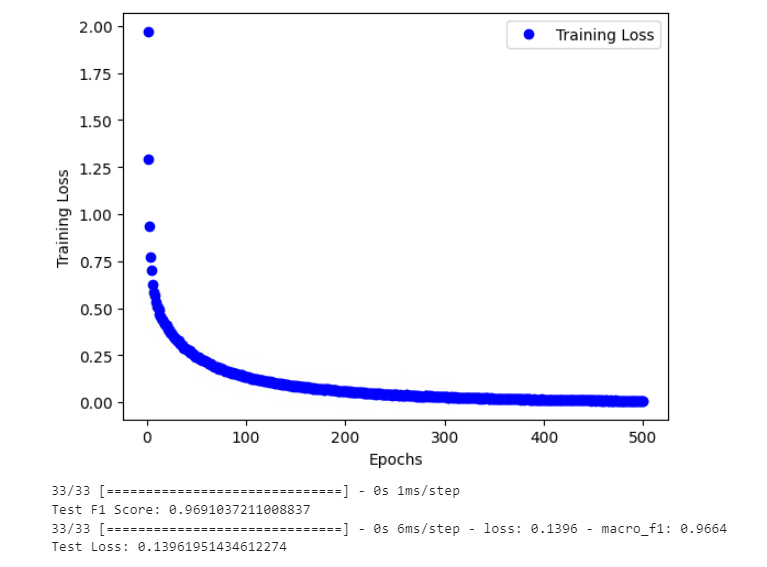 Training Loss
2.00
1.75
1.50
1.25
1.00
0.75
0.50
0.25
0.00
Training Loss
0
100
200
300
400
500
Epochs
33/33 [==============================] - 0s 1ms/step
Test F1 Score: 0.9691037211008837
33/33 [==============================] - 0s 6ms/step - loss: 0.1396 - macro_f1: 0.9664
Test Loss: 0.13961951434612274